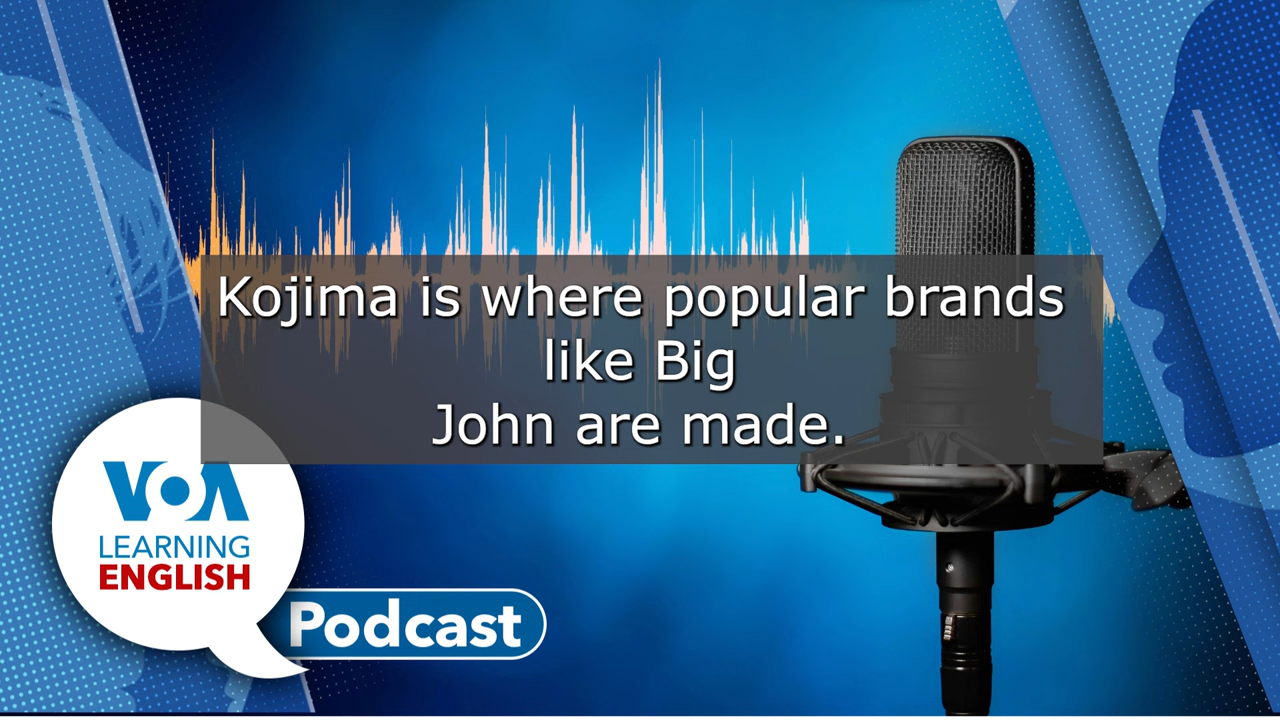 Kojima is where popular brands
like Big
John are made.
VOA
LEARNING
ENGLISH
Podcast